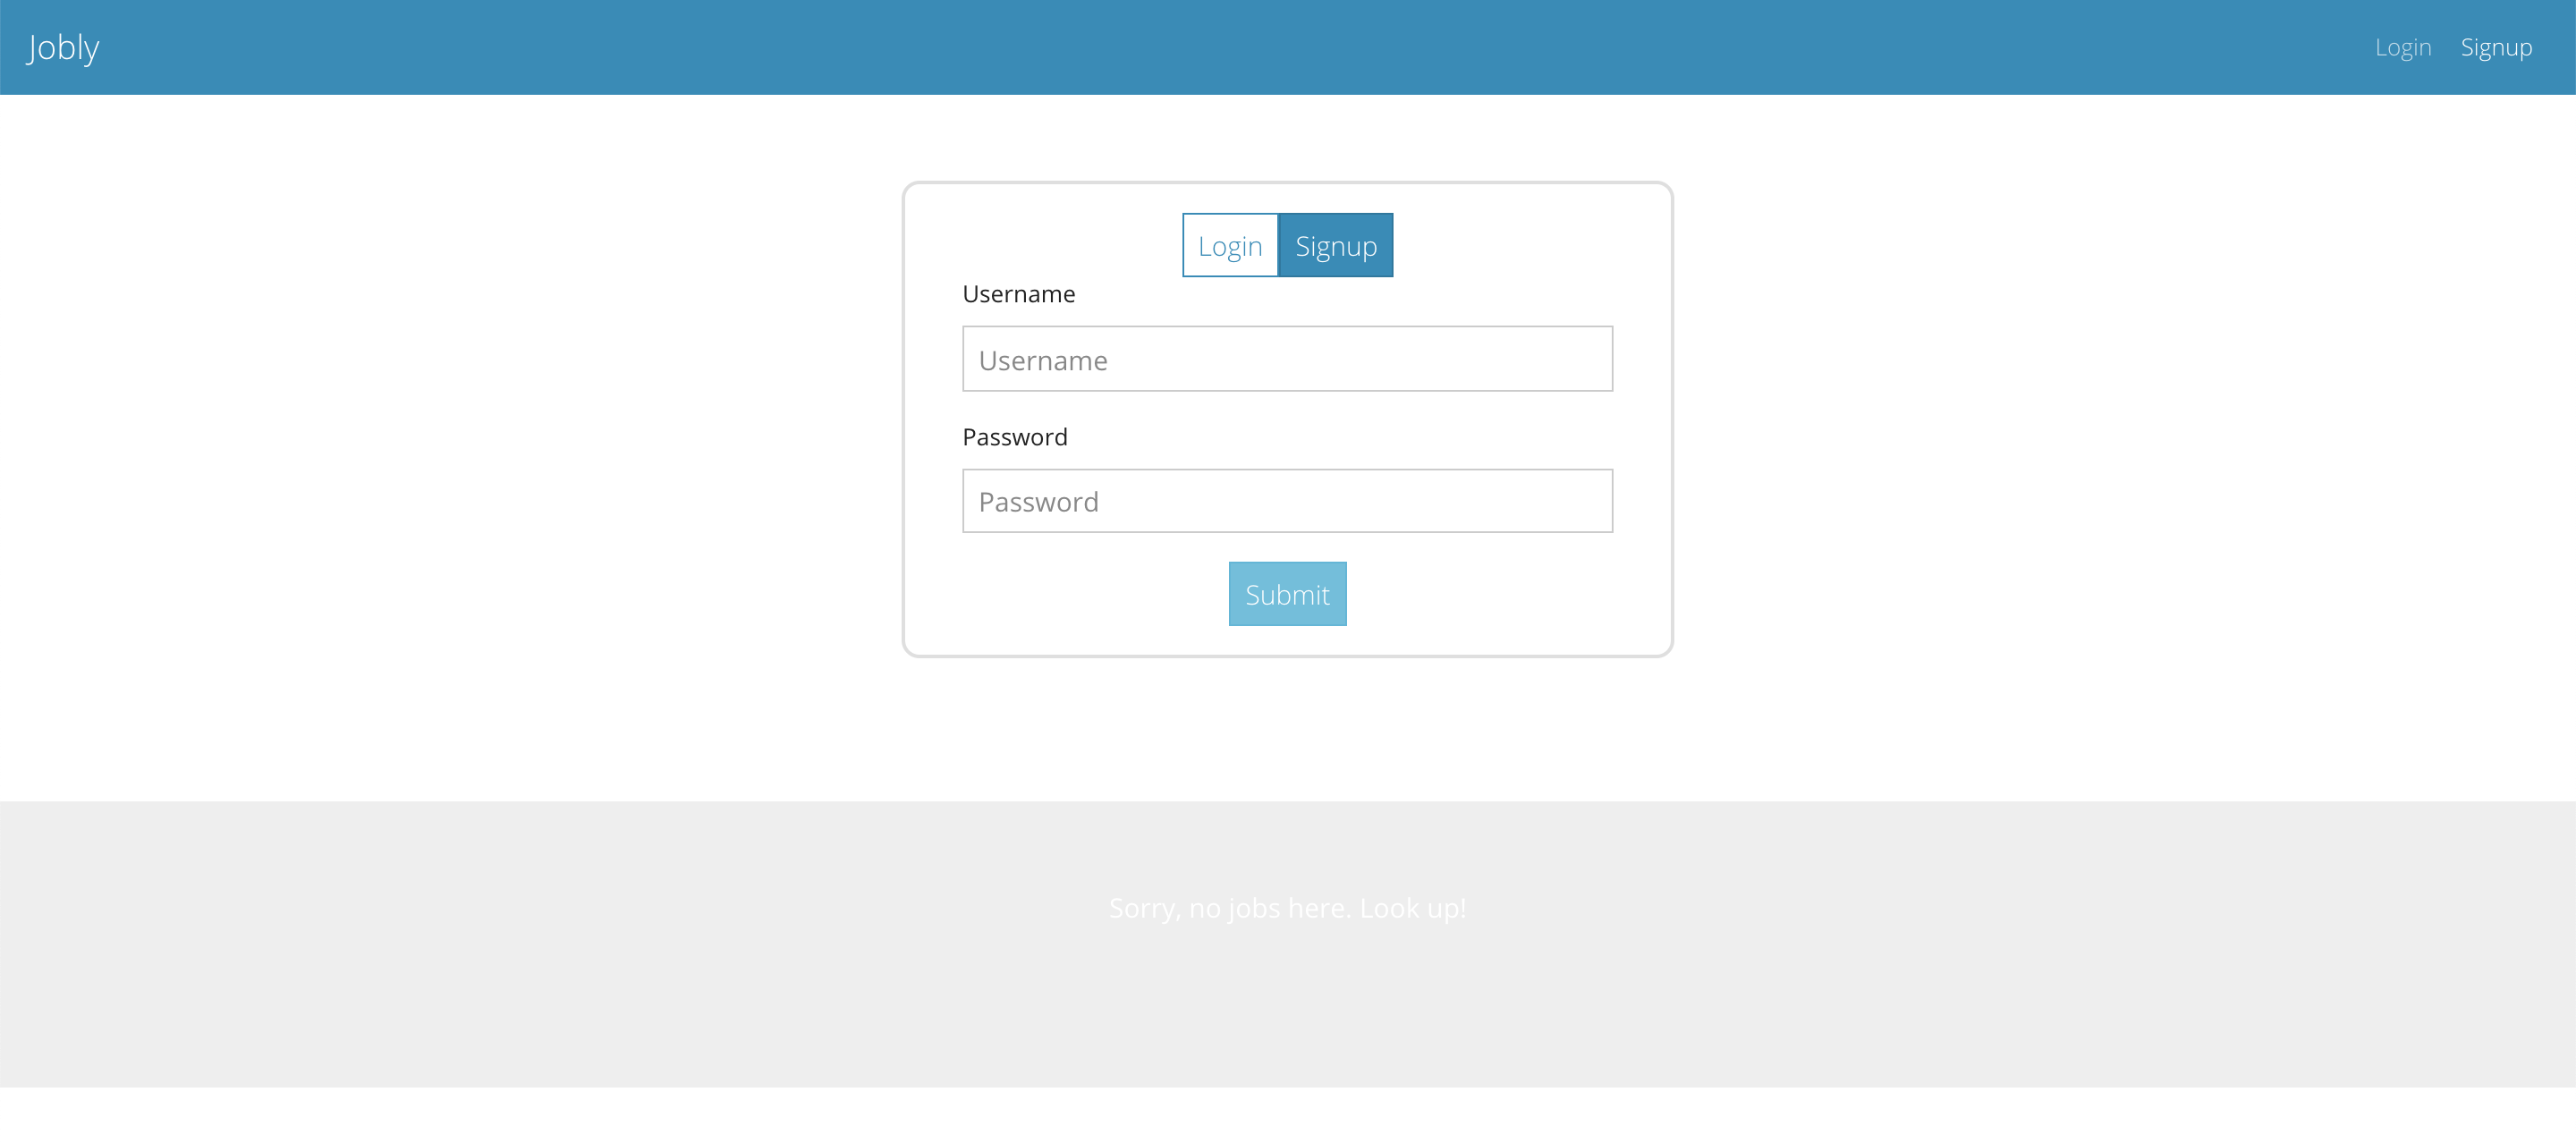 Jobly Login Signup
Login Signup
Username
Username
Password
Password
Submit
Sorry, no jobs here. Look up!